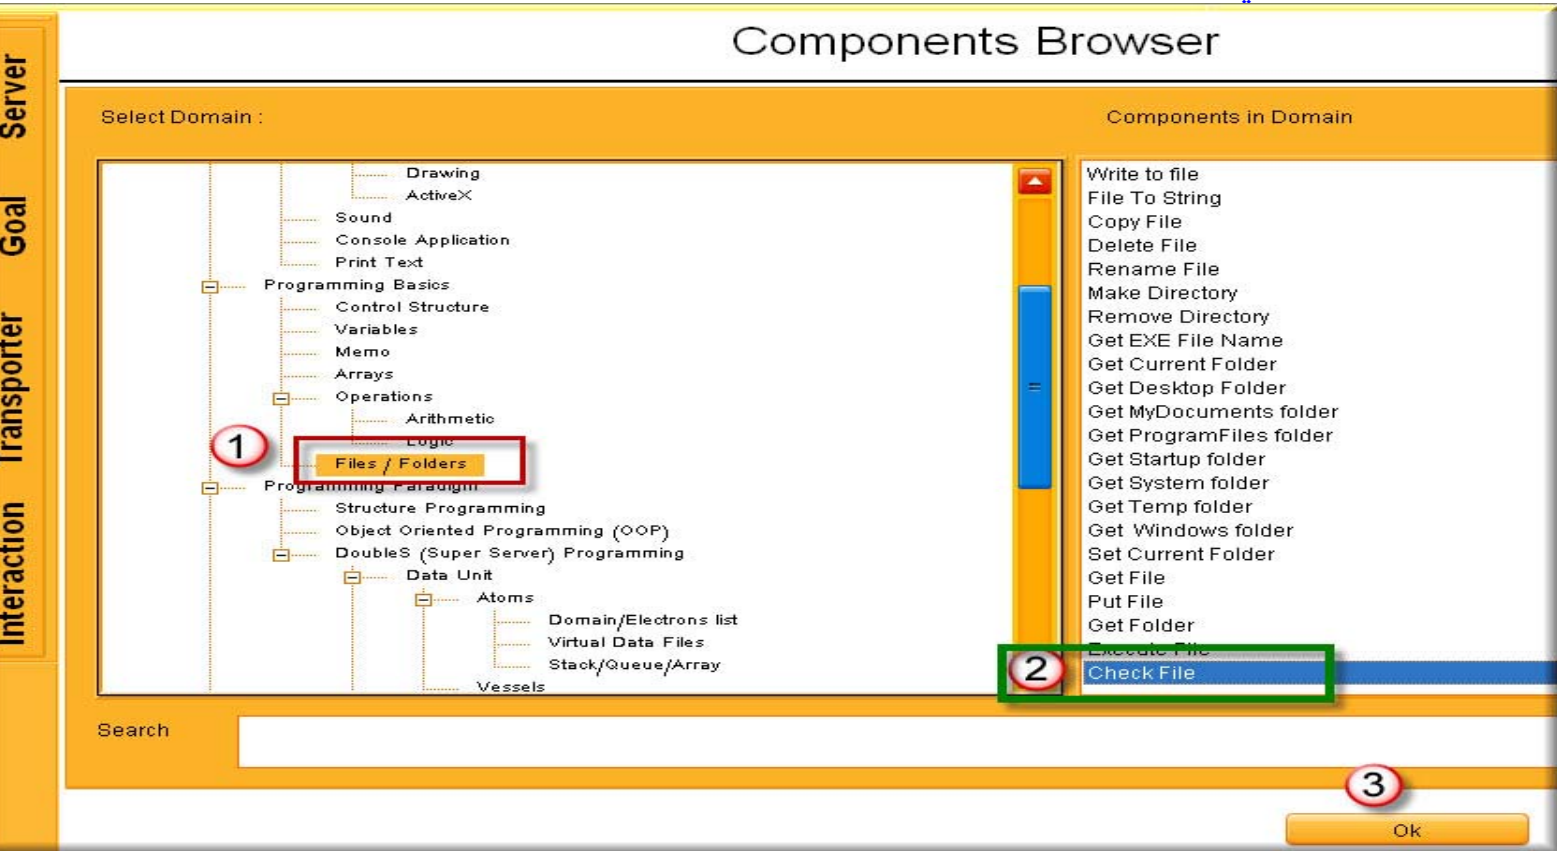 Components Browser
Server
Goal
Transporter
Interaction
Select Domain :
Drawing
ActiveX
Sound
Console Application
Print Text
Programming Basics
Control Structure
Variables
Memo
Arrays
Operations
Arithmetic
Logic
1
Files / Folders
Programming Paradigm
Structure Programming
Object Oriented Programming (OOP)
DoubleS (Super Server) Programming
Data Unit
Atoms
Domain/Electrons list
Virtual Data Files
Stack/Queue/Array
Vessels
Components in Domain
Write to file
File To String
Copy File
Delete File
Rename File
Make Directory
Remove Directory
Get EXE File Name
Get Current Folder
Get Desktop Folder
Get MyDocuments folder
Get ProgramFiles folder
Get Startup folder
Get System folder
Get Temp folder
Get  Windows folder
Set Current Folder
Get File
Put File
Get Folder
Execute File
2
Check File
Search
3
Ok